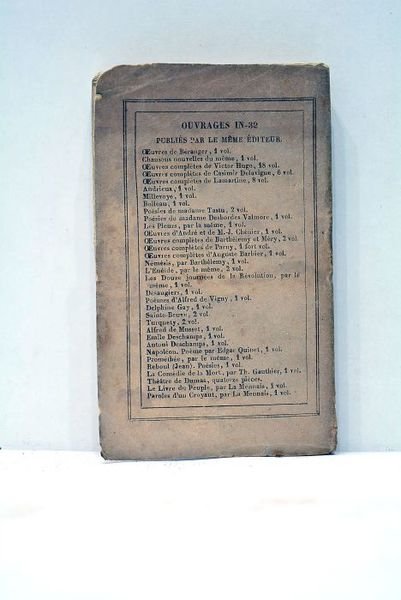 OUVRAGES IN-32
PUBLIÉS PAR LE MÊME ÉDITEUR.
Œuvres de Béranger, 1 vol.
Chansons nouvelles du même, 1 vol.
Œuvres complètes de Victor Hugo, 18 vol.
Œuvres complètes de Casimir Delavigne, 6 vol.
Œuvres complètes de Lamartine, 8 vol.
Andrieux, 1 vol.
Millevoye, 1 vol.
Boileau, 1 vol.
Poésies de madame Tastu, 2 vol.
Poésies de madame Desbordes Valmore, 1 vol.
Les Pleurs, par la même, 1 vol.
Œuvres d'André et de M.-J. Chénier, 1 vol.
Œuvres complètes de Barthélemy et Méry, 2 vol.
Œuvres complètes de Parny, 1 fort vol.
Œuvres complètes d'Auguste Barbier, 1 vol.
Némésis, par Barthélemy, 1 vol.
L'Enéide, par le même, 2 vol.
Les Douze journées de la Révolution, par le
même, 1 vol.
Désaugiers, 1 vol.
Poèmes d'Alfred de Vigny, 1 vol.
Delphine Gay, 1 vol.
Sainte-Beuve, 2 vol.
Turquety, 2 vol.
Alfred de Musset, 1 vol.
Emile Deschamps, 1 vol.
Antoni Deschamps, 1 vol.
Napoléon. Poème par Edgar Quinet, 1 vol.
Prométhée, par le même, 1 vol.
Reboul (Jean). Poésies, 1 vol.
La Comédie de la Mort, par Th. Gauthier, 1 vol.
Théâtre de Dumas, quatorze pièces.
Le Livre du Peuple, par La Mennais, 1 vol.
Paroles d'un Croyant, par La Mennais, 1 vol.